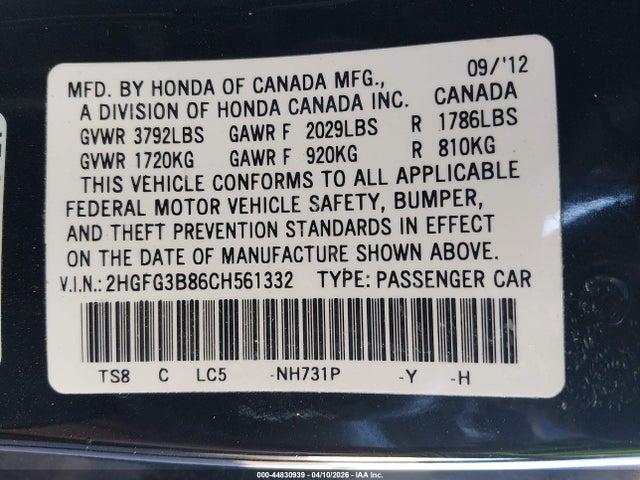 MFD. BY HONDA OF CANADA MFG., 09/'12
A DIVISION OF HONDA CANADA INC. CANADA
GVWR 3792LBS GAWR F 2029LBS R 1786LBS
GVWR 1720KG GAWR F 920KG R 810KG
THIS VEHICLE CONFORMS TO ALL APPLICABLE
FEDERAL MOTOR VEHICLE SAFETY, BUMPER,
AND THEFT PREVENTION STANDARDS IN EFFECT
ON THE DATE OF MANUFACTURE SHOWN ABOVE.
V.I.N.: 2HGFG3B86CH561332 TYPE: PASSENGER CAR
TS8 C LC5 -NH731P -Y -H
000-44830939 - 04/10/2026 - IAA Inc.